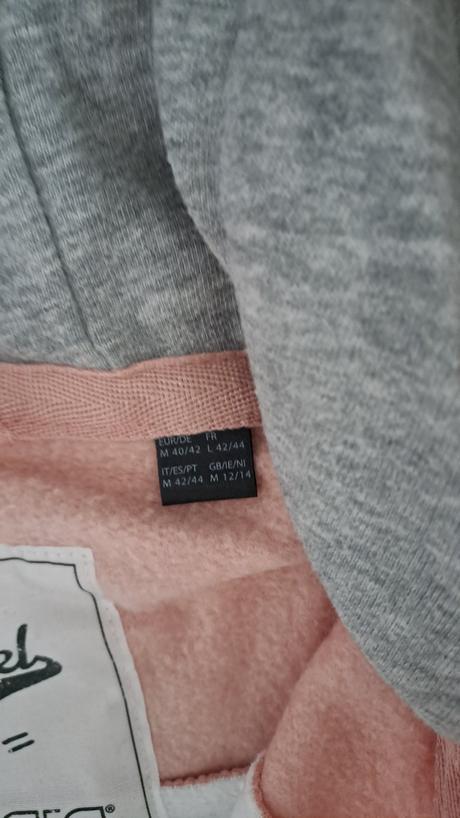 EUR/DE FR
M 40/42 L 42/44
IT/ES/PT GB/IE/NI
M 42/44 M 12/14